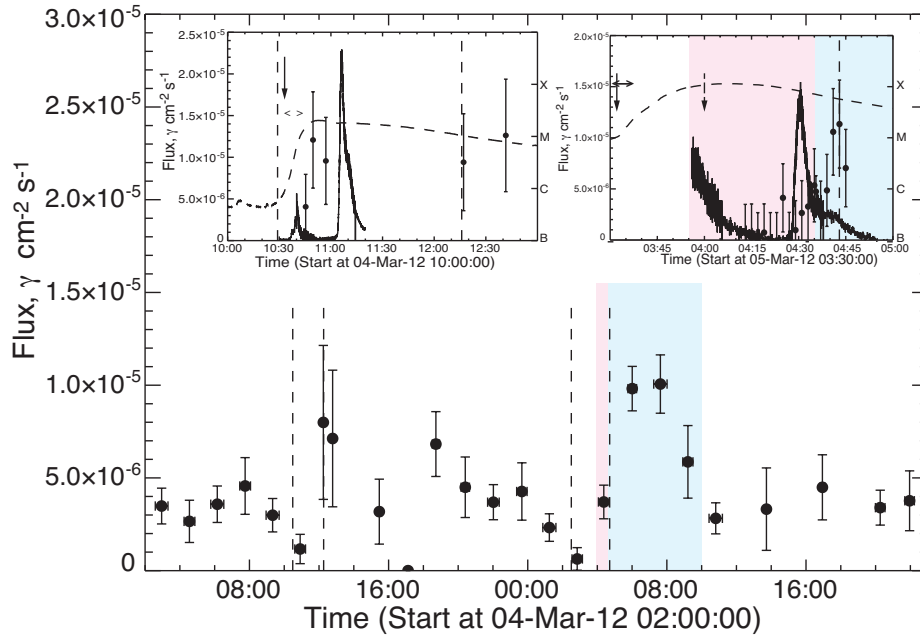 3.0×10⁻⁵
2.5×10⁻⁵
2.0×10⁻⁵
1.5×10⁻⁵
1.0×10⁻⁵
5.0×10⁻⁶
0
Flux, γ cm⁻² s⁻¹
08:00
16:00
00:00
08:00
16:00
Time (Start at 04-Mar-12 02:00:00)
2.5×10⁻⁵
2.0×10⁻⁵
1.5×10⁻⁵
1.0×10⁻⁵
5.0×10⁻⁶
0
Flux, γ cm⁻² s⁻¹
X
M
C
B
10:00
10:30
11:00
11:30
12:00
12:30
Time (Start at 04-Mar-12 10:00:00)
2.0×10⁻⁵
1.5×10⁻⁵
1.0×10⁻⁵
5.0×10⁻⁶
0
Flux, γ cm⁻² s⁻¹
X
M
C
B
03:45
04:00
04:15
04:30
04:45
05:00
Time (Start at 05-Mar-12 03:30:00)